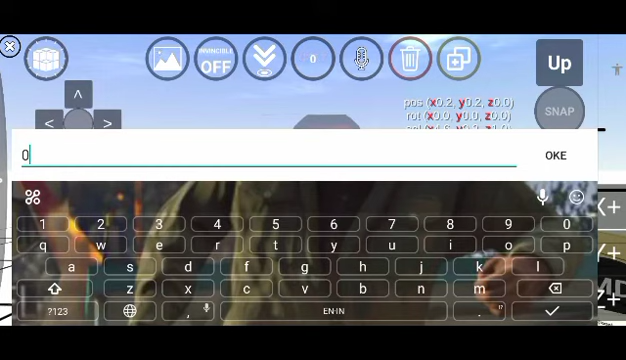 INVINCIBLE
OFF
0
Up
SNAP
pos (x0.2, y0.2, z0.0)
rot (x0.0, y0.0, z0.0)
0
OKE
1 2 3 4 5 6 7 8 9 0
q w e r t y u i o p
a s d f g h j k l
z x c v b n m
?123 , EN·IN . !?